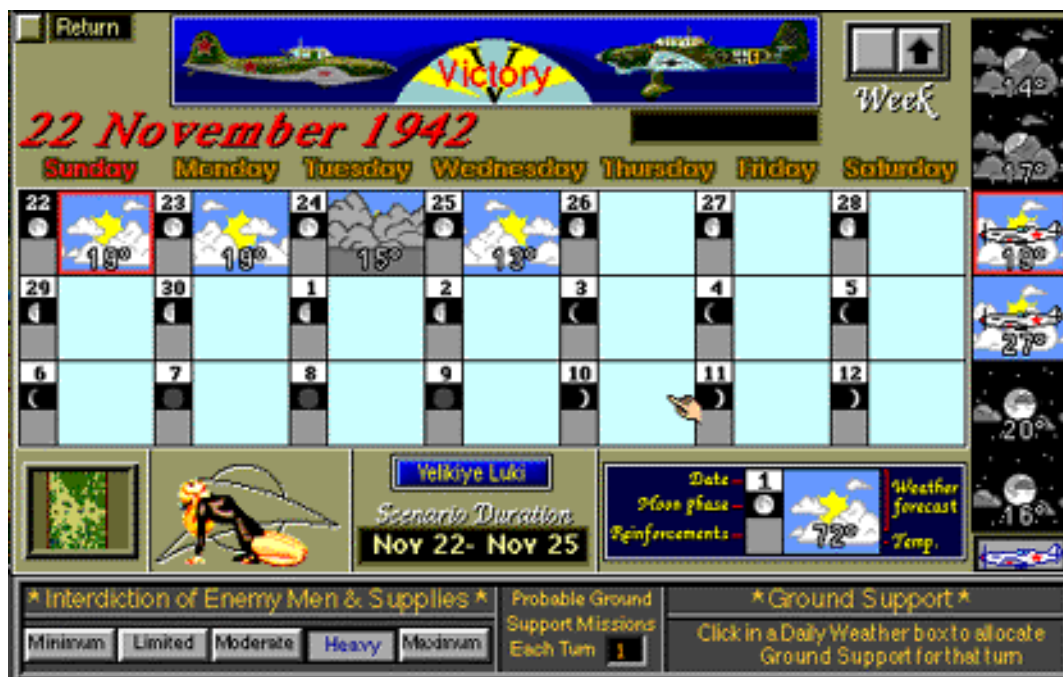 Return
Victory
V
Week
22 November 1942
Sunday Monday Tuesday Wednesday Thursday Friday Saturday
22 23 24 25 26 27 28
19° 19° 15° 13°
29 30 1 2 3 4 5
6 7 8 9 10 11 12
14°
17°
19°
27°
20°
16°
Velikiye Luki
Scenario Duration
Nov 22- Nov 25
Date
Moon phase
Reinforcements
1
72°
Weather
forecast
Temp.
*Interdiction of Enemy Men & Supplies*
Minimum Limited Moderate Heavy Maximum
Probable Ground
Support Missions
Each Turn 1
*Ground Support*
Click in a Daily Weather box to allocate
Ground Support for that turn